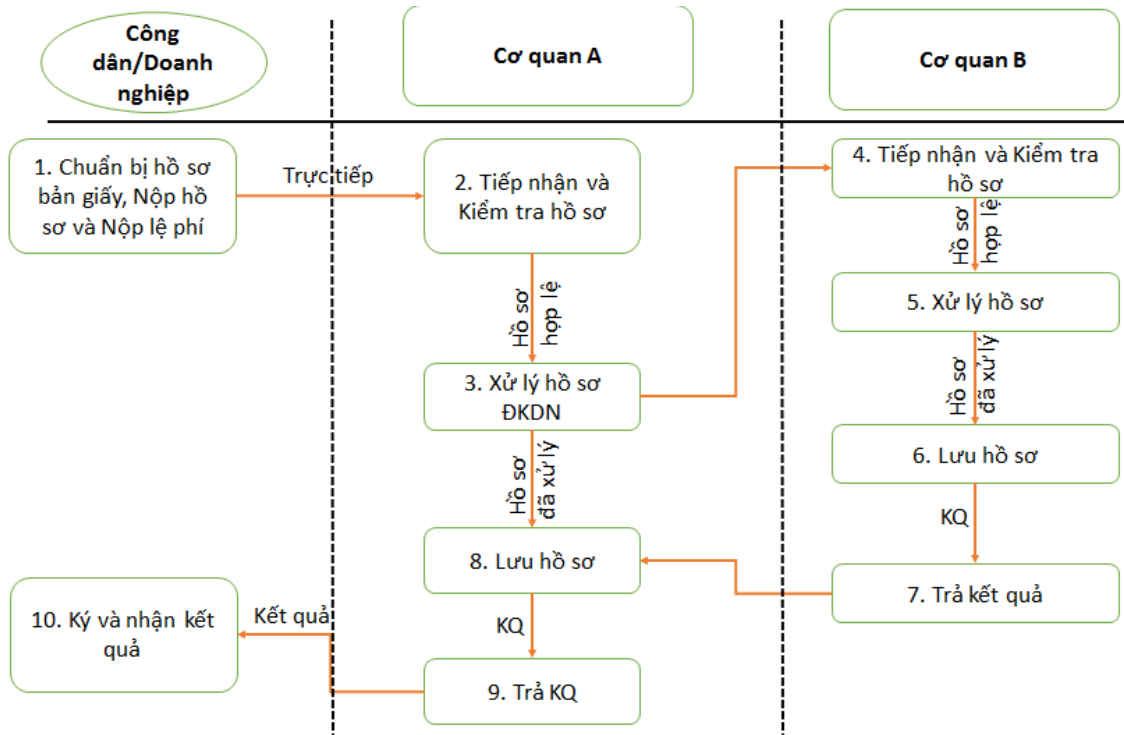 Công
dân/Doanh
nghiệp
Cơ quan A
Cơ quan B
1. Chuẩn bị hồ sơ
bản giấy, Nộp hồ
sơ và Nộp lệ phí
Trực tiếp
2. Tiếp nhận và
Kiểm tra hồ sơ
4. Tiếp nhận và Kiểm tra
hồ sơ
Hồ sơ
hợp lệ
Hồ sơ
hợp lệ
5. Xử lý hồ sơ
3. Xử lý hồ sơ
ĐKDN
Hồ sơ
đã xử lý
Hồ sơ
đã xử lý
6. Lưu hồ sơ
KQ
8. Lưu hồ sơ
7. Trả kết quả
10. Ký và nhận kết
quả
Kết quả
KQ
9. Trả KQ